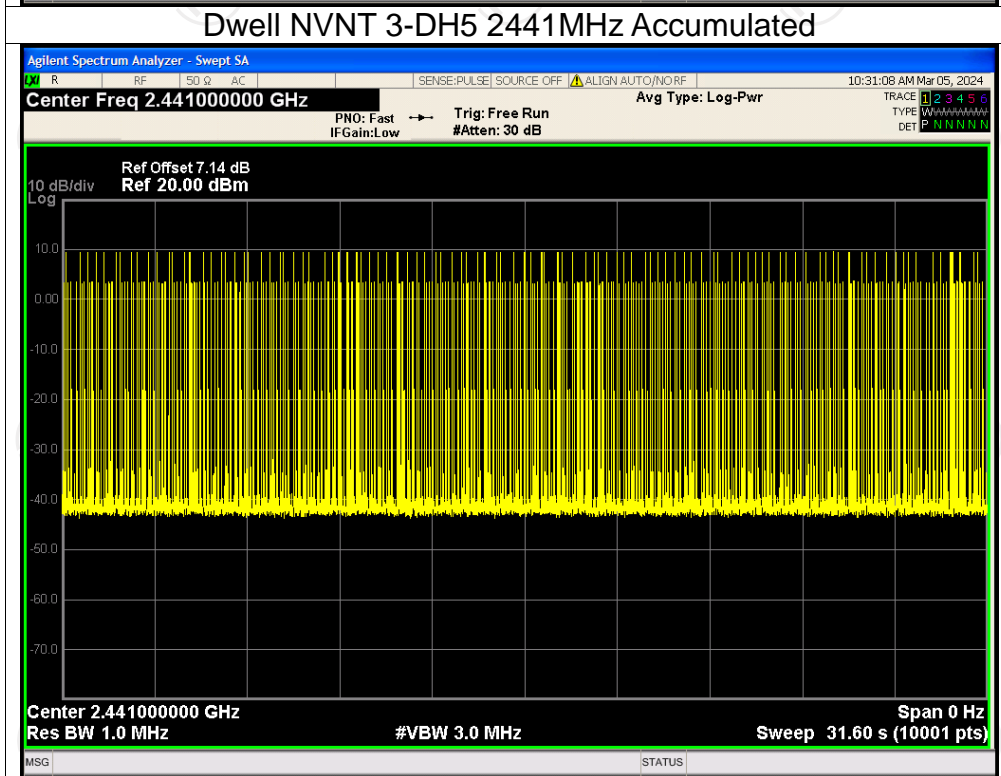 Dwell NVNT 3-DH5 2441MHz Accumulated
Agilent Spectrum Analyzer - Swept SA
LXI R RF 50 Ω AC SENSE:PULSE SOURCE OFF ALIGN AUTO/NO RF 10:31:08 AM Mar 05, 2024
Center Freq 2.441000000 GHz Avg Type: Log-Pwr TRACE 1 2 3 4 5 6
PNO: Fast Trig: Free Run TYPE WWWWWW
IFGain:Low #Atten: 30 dB DET P N N N N N
Ref Offset 7.14 dB
10 dB/div Ref 20.00 dBm
Log
10.0
0.00
-10.0
-20.0
-30.0
-40.0
-50.0
-60.0
-70.0
Center 2.441000000 GHz Span 0 Hz
Res BW 1.0 MHz #VBW 3.0 MHz Sweep 31.60 s (10001 pts)
MSG STATUS